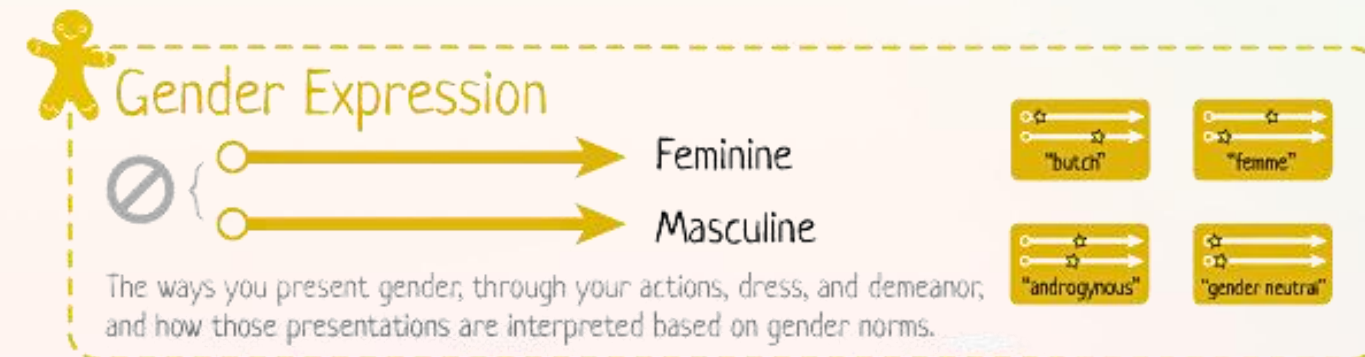 Gender Expression
Feminine
Masculine
The ways you present gender, through your actions, dress, and demeanor,
and how those presentations are interpreted based on gender norms.
"butch"
"femme"
"androgynous"
"gender neutral"